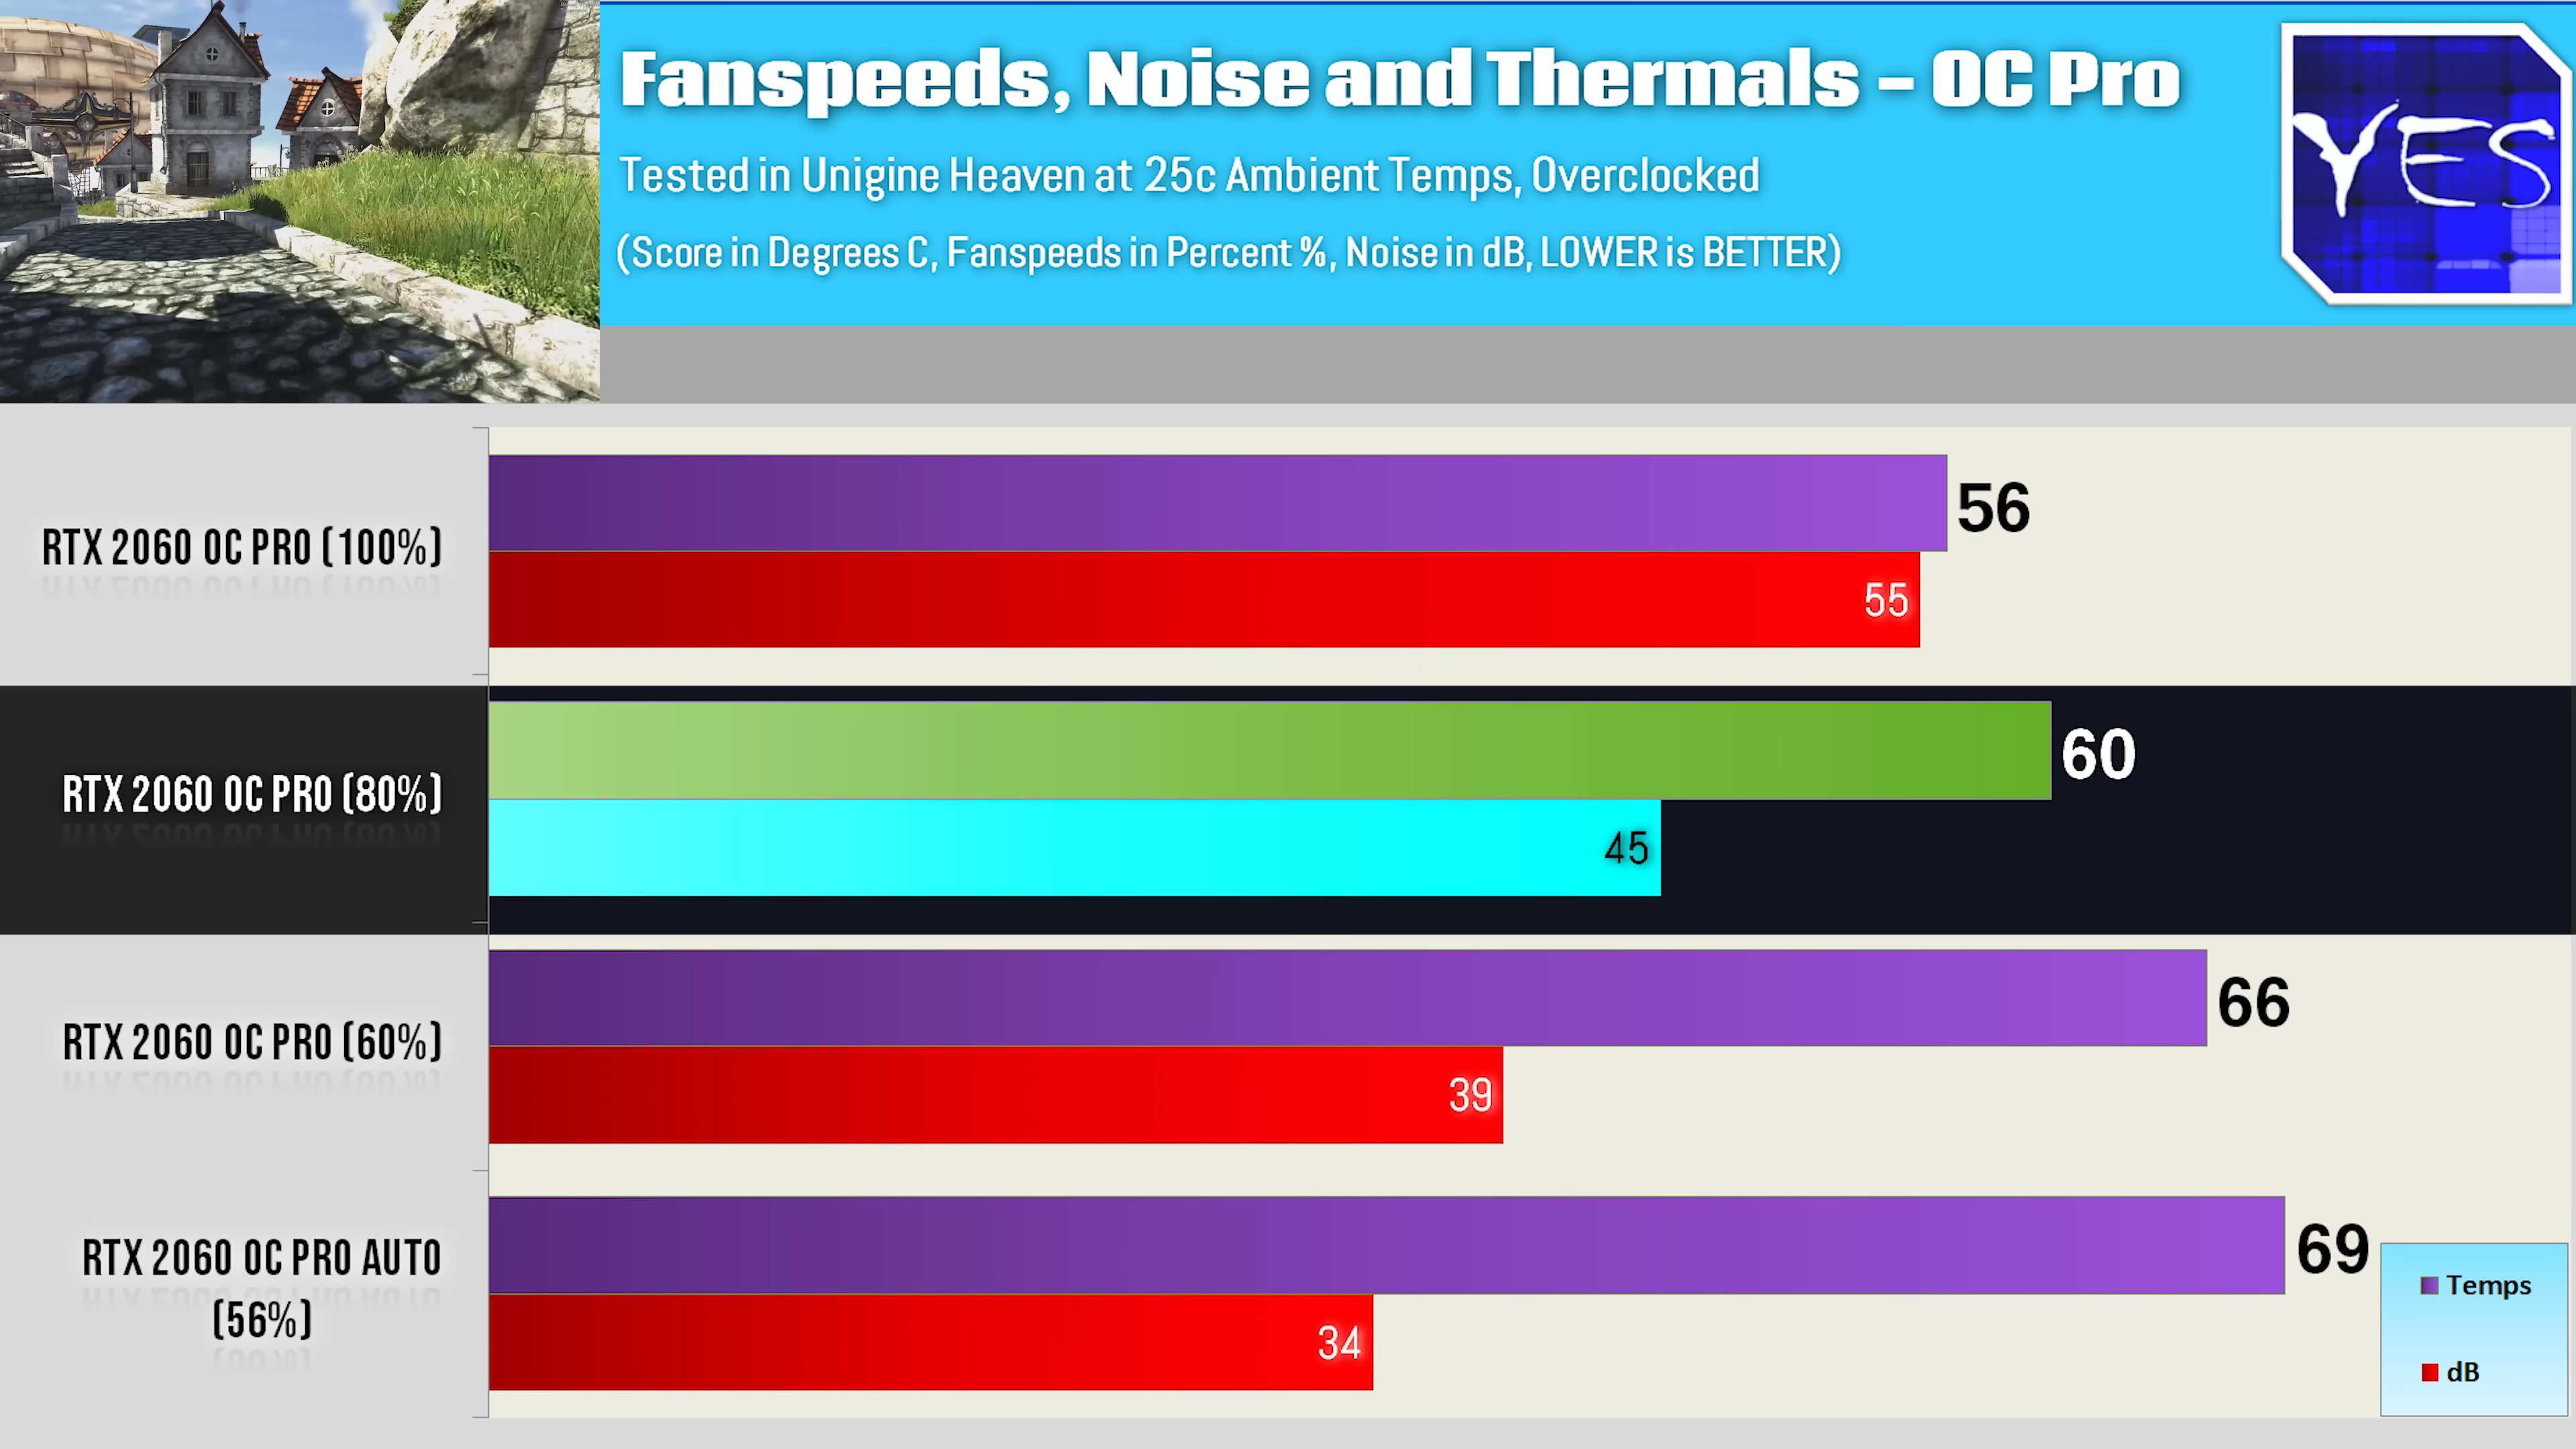 Fanspeeds, Noise and Thermals - OC Pro
Tested in Unigine Heaven at 25c Ambient Temps, Overclocked
(Score in Degrees C, Fanspeeds in Percent %, Noise in dB, LOWER is BETTER)
YES
RTX 2060 OC PRO (100%)
56
55
RTX 2060 OC PRO (80%)
60
45
RTX 2060 OC PRO (60%)
66
39
RTX 2060 OC PRO AUTO
(56%)
69
34
Temps
dB